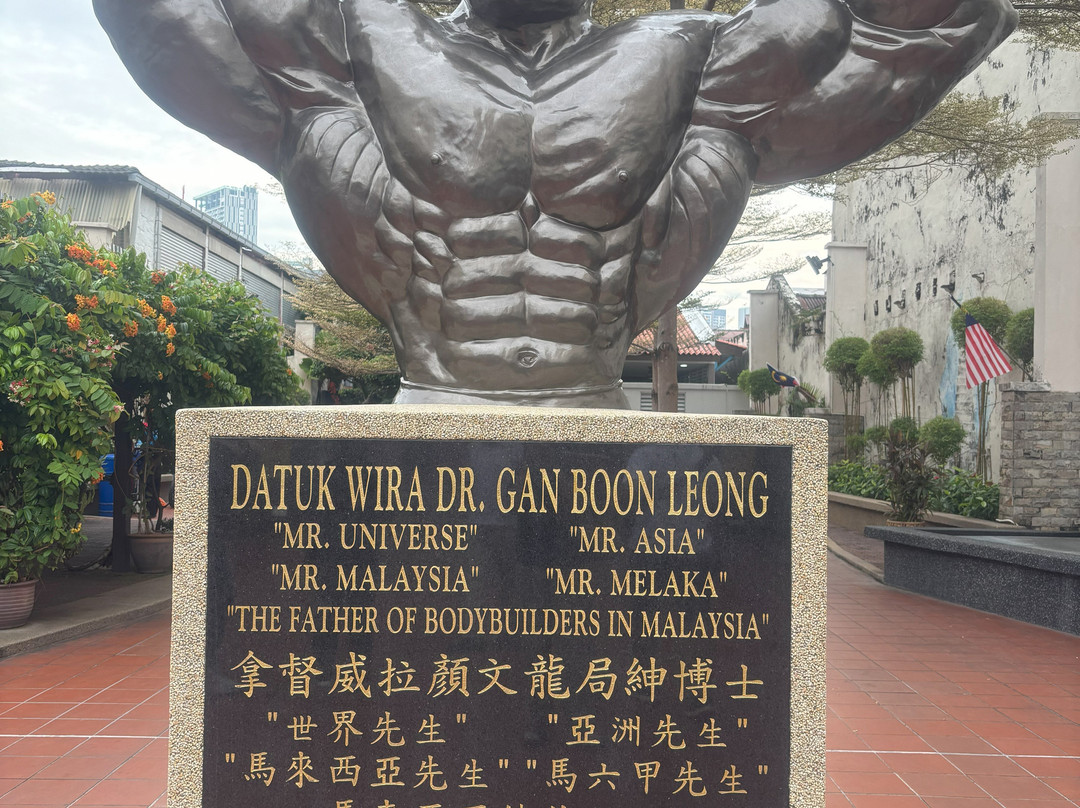 DATUK WIRA DR. GAN BOON LEONG
"MR. UNIVERSE" "MR. ASIA"
"MR. MALAYSIA" "MR. MELAKA"
"THE FATHER OF BODYBUILDERS IN MALAYSIA"
拿督威拉顏文龍局紳博士
"世界先生" "亞洲先生"
"馬來西亞先生" "馬六甲先生"